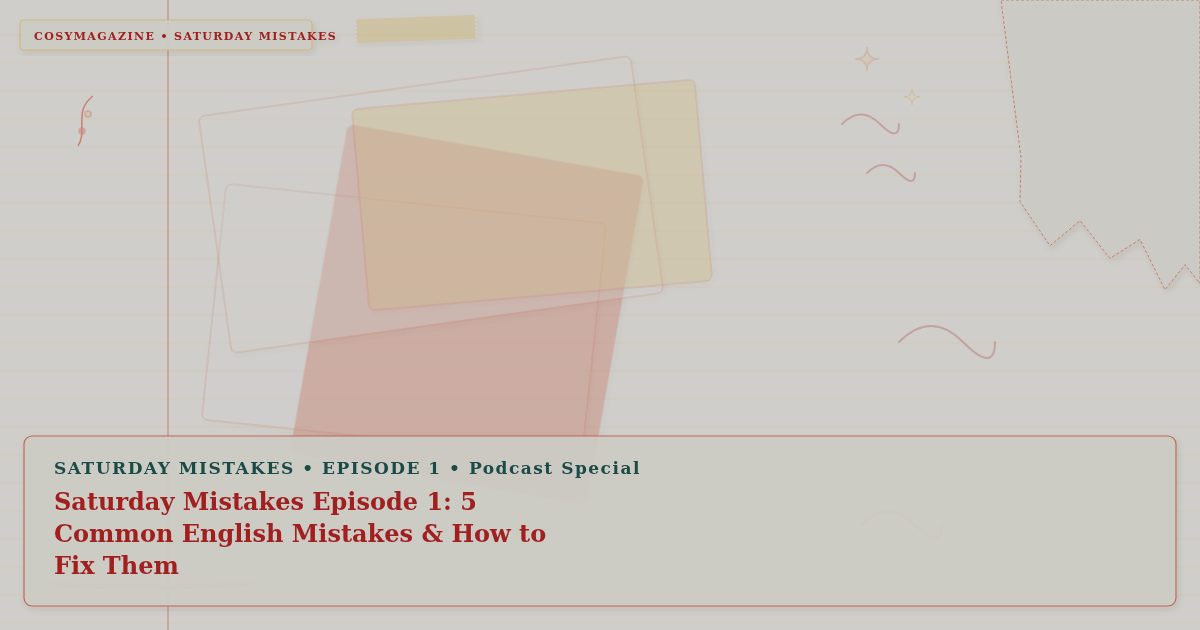 COSYMAGAZINE • SATURDAY MISTAKES
SATURDAY MISTAKES • EPISODE 1 • Podcast Special
Saturday Mistakes Episode 1: 5
Common English Mistakes & How to
Fix Them